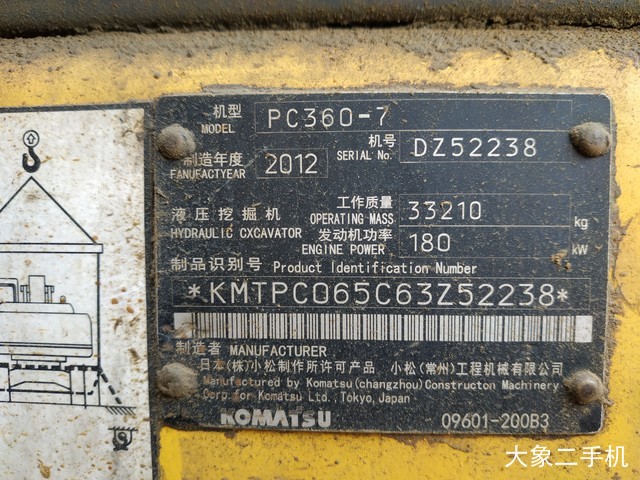 机型 PC360-7
MODEL
机号 DZ52238
SERIAL No.
制造年度 2012
FANUFACTYEAR
工作质量 33210 kg
OPERATING MASS
液压挖掘机
HYDRAULIC CXCAVATOR
发动机功率 180 kW
ENGINE POWER
制品识别号 Product Identification Number
*KMTPC065C63Z52238*
制造者 MANUFACTURER
日本(株)小松制作所许可产品 小松(常州)工程机械有限公司
Manufactured by Komatsu(changzhou) Constructon Machinery
Corp.for Komatsu Ltd. Tokyo,Japan
KOMATSU 09601-200B3
大象二手机